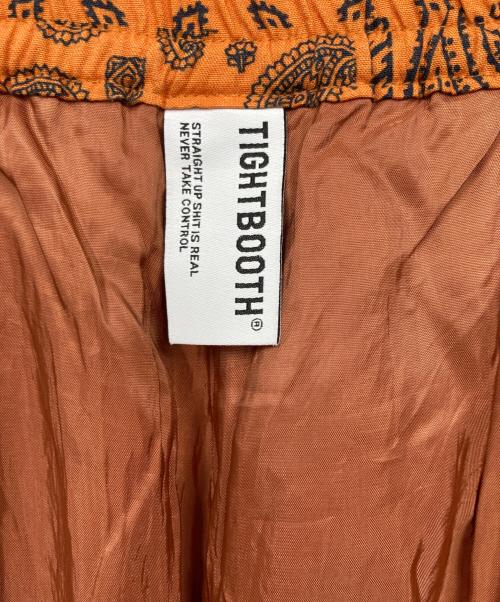 TIGHTBOOTH®
STRAIGHT UP SHIT IS REAL
NEVER TAKE CONTROL